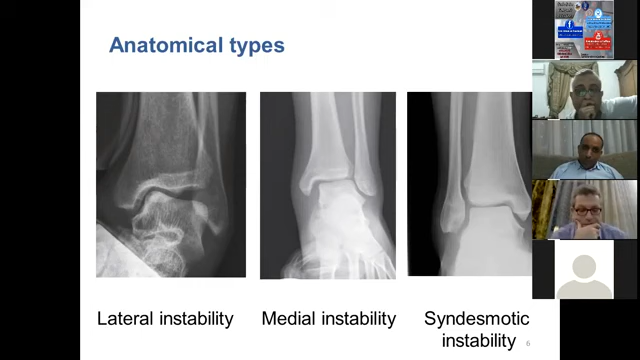 Anatomical types
Lateral instability
Medial instability
Syndesmotic
instability
6